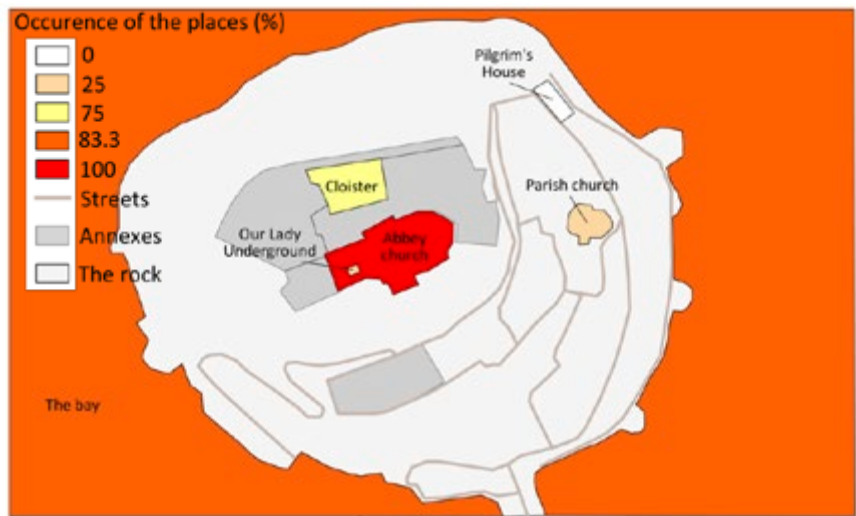 Occurence of the places (%)
0
25
75
83.3
100
Streets
Annexes
The rock
Pilgrim's
House
Parish church
Cloister
Our Lady
Underground
Abbey
church
The bay